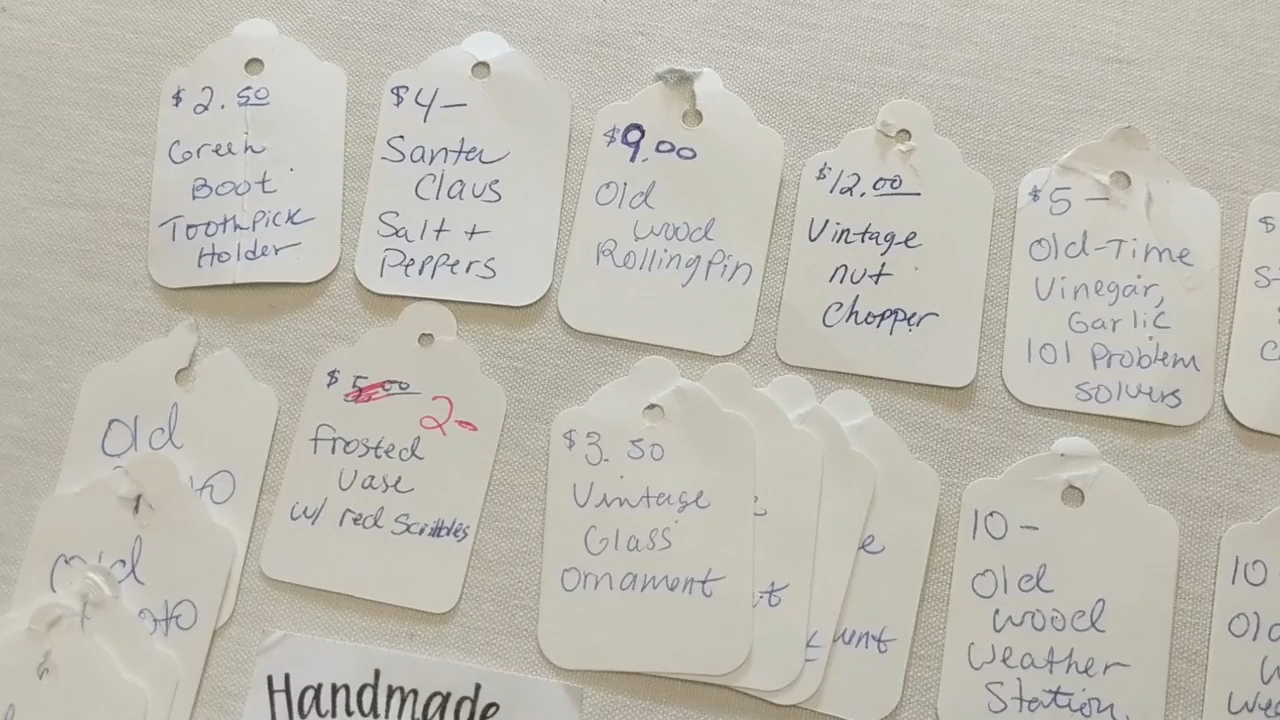 $2.50
Green
Boot
Toothpick
Holder
$4-
Santa
Claus
Salt +
Peppers
$9.00
Old
wood
Rolling Pin
$12.00
Vintage
nut
Chopper
$5-
Old-Time
Vinegar,
Garlic
101 Problem
Solvers
$
Old
Old
$5.00
2-
frosted
Vase
w/ red Scribbles
$3.50
Vintage
Glass
Ornament
10-
Old
wood
Weather
Station
10
Old
Handmade